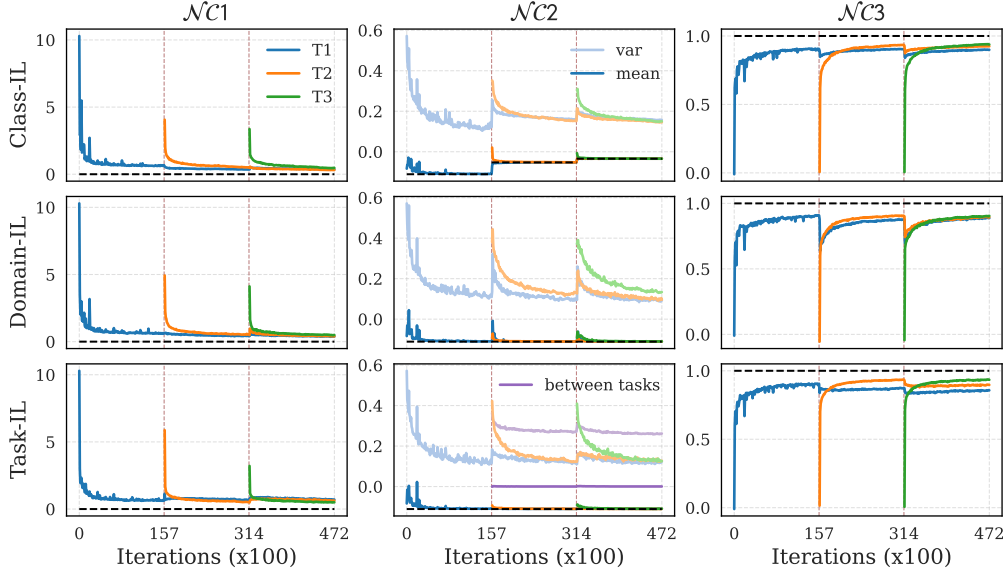 NC1 NC2 NC3
Class-IL
10
5
0
T1
T2
T3
0.6
0.4
0.2
0.0
var
mean
1.0
0.5
0.0
Domain-IL
10
5
0
0.6
0.4
0.2
0.0
1.0
0.5
0.0
Task-IL
10
5
0
0.6
0.4
0.2
0.0
between tasks
1.0
0.5
0.0
0 157 314 472
0 157 314 472
0 157 314 472
Iterations (x100) Iterations (x100) Iterations (x100)